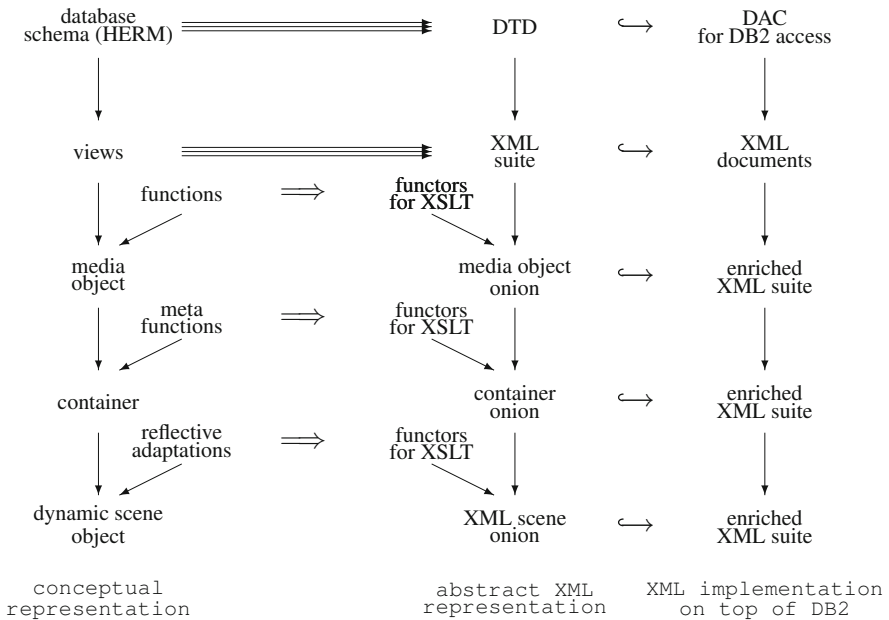 database
schema (HERM)
DTD
DAC
for DB2 access
views
XML
suite
XML
documents
functions
functors
for XSLT
media
object
media object
onion
enriched
XML suite
meta
functions
functors
for XSLT
container
container
onion
enriched
XML suite
reflective
adaptations
functors
for XSLT
dynamic scene
object
XML scene
onion
enriched
XML suite
conceptual
representation
abstract XML
representation
XML implementation
on top of DB2